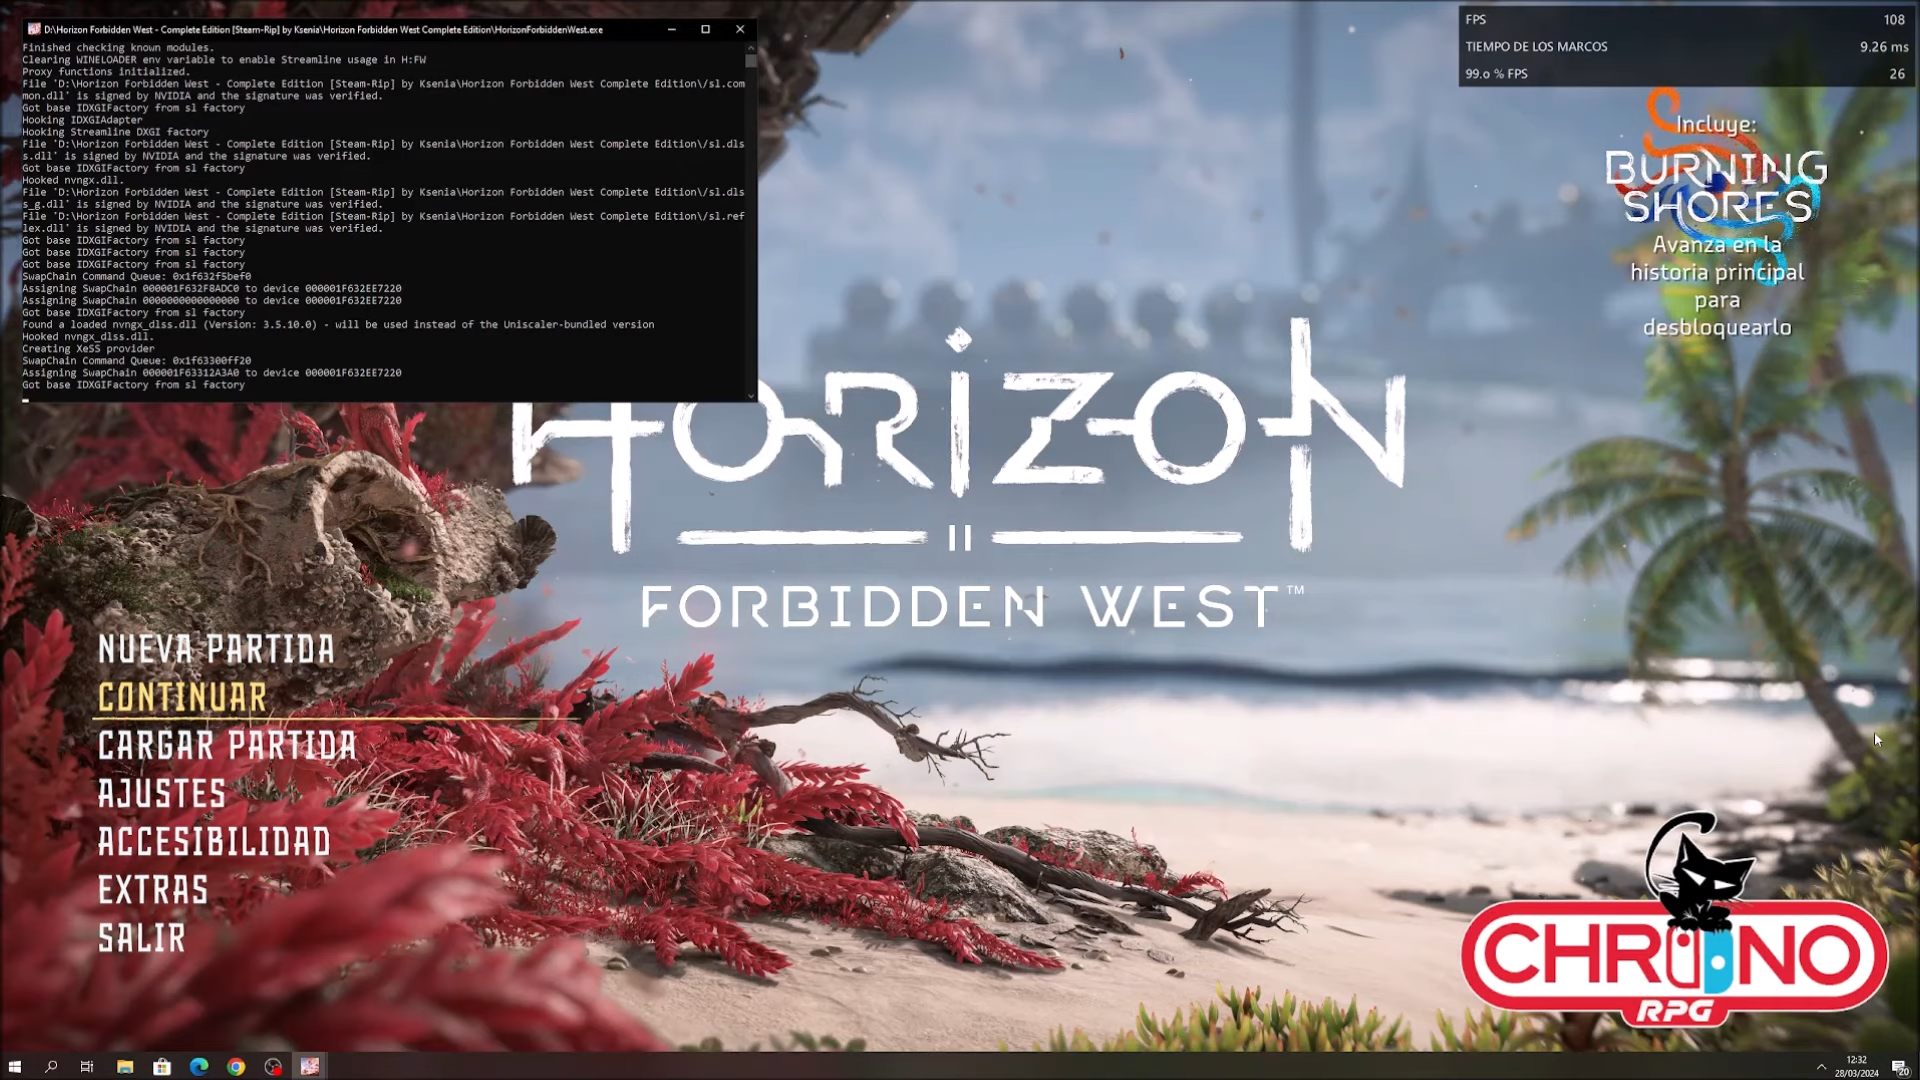 D:\Horizon Forbidden West - Complete Edition [Steam-Rip] by Ksenia\Horizon Forbidden West Complete Edition\HorizonForbiddenWest.exe
Finished checking known modules.
Clearing WINELOADER env variable to enable Streamline usage in H:FW
Proxy functions initialized.
File 'D:\Horizon Forbidden West - Complete Edition [Steam-Rip] by Ksenia\Horizon Forbidden West Complete Edition\/sl.com
mon.dll' is signed by NVIDIA and the signature was verified.
Got base IDXGIFactory from sl factory
Hooking IDXGIAdapter
Hooking Streamline DXGI factory
File 'D:\Horizon Forbidden West - Complete Edition [Steam-Rip] by Ksenia\Horizon Forbidden West Complete Edition\/sl.dls
s.dll' is signed by NVIDIA and the signature was verified.
Got base IDXGIFactory from sl factory
Hooked nvngx.dll.
File 'D:\Horizon Forbidden West - Complete Edition [Steam-Rip] by Ksenia\Horizon Forbidden West Complete Edition\/sl.dls
s_g.dll' is signed by NVIDIA and the signature was verified.
File 'D:\Horizon Forbidden West - Complete Edition [Steam-Rip] by Ksenia\Horizon Forbidden West Complete Edition\/sl.ref
lex.dll' is signed by NVIDIA and the signature was verified.
Got base IDXGIFactory from sl factory
Got base IDXGIFactory from sl factory
Got base IDXGIFactory from sl factory
SwapChain Command Queue: 0x1f632f5bef0
Assigning SwapChain 000001F632F8ADC0 to device 000001F632EE7220
Assigning SwapChain 0000000000000000 to device 000001F632EE7220
Got base IDXGIFactory from sl factory
Found a loaded nvngx_dlss.dll (Version: 3.5.10.0) - will be used instead of the Uniscaler-bundled version
Hooked nvngx_dlss.dll.
Creating XeSS provider
SwapChain Command Queue: 0x1f63300ff20
Assigning SwapChain 000001F63312A3A0 to device 000001F632EE7220
Got base IDXGIFactory from sl factory
FPS 108
TIEMPO DE LOS MARCOS 9.26 ms
99.o % FPS 26
Incluye:
BURNING
SHORES
Avanza en la
historia principal
para
desbloquearlo
HORIZON
II
FORBIDDEN WEST™
NUEVA PARTIDA
CONTINUAR
CARGAR PARTIDA
AJUSTES
ACCESIBILIDAD
EXTRAS
SALIR
CHRONO
RPG
12:32
28/03/2024
20